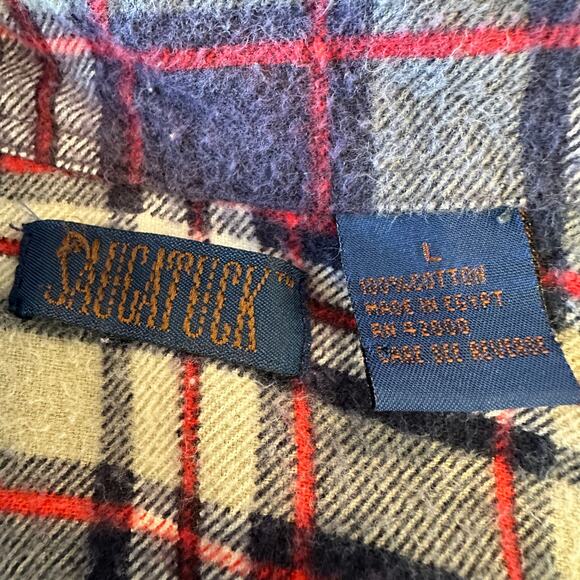 SAUGATUCK™
L
100% COTTON
MADE IN EGYPT
RN 42000
CARE SEE REVERSE